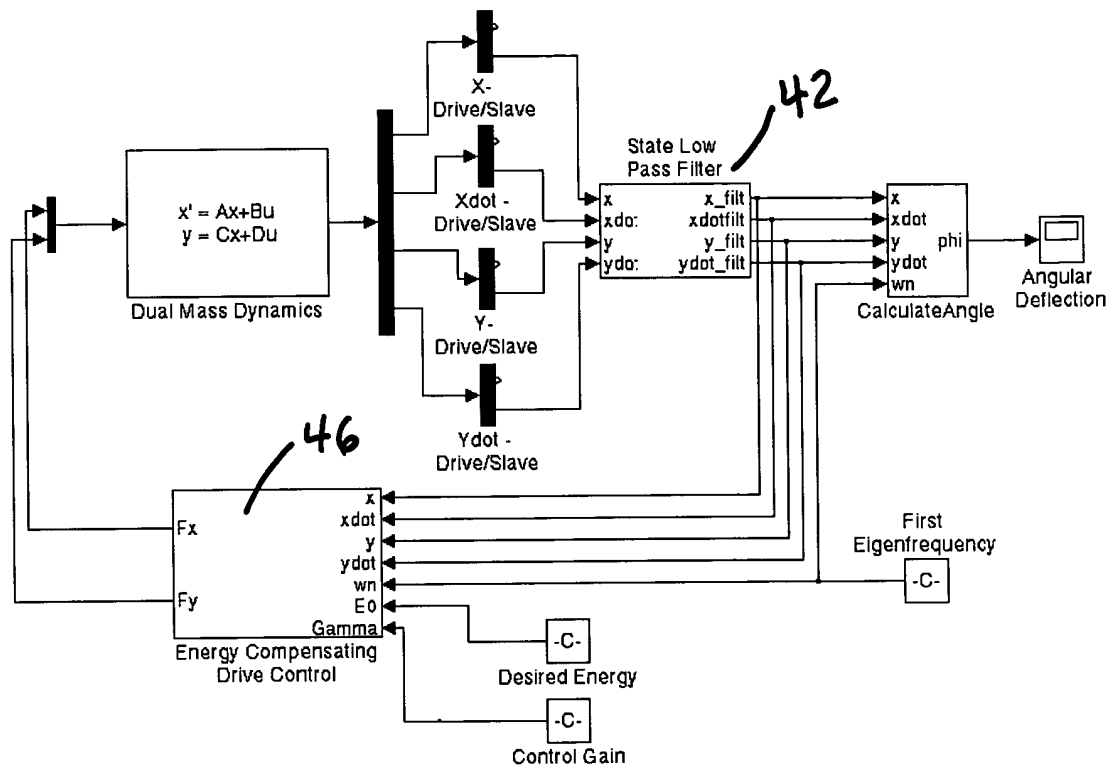 X-
Drive/Slave
42
State Low
Pass Filter
x' = Ax+Bu
y = Cx+Du
Dual Mass Dynamics
Xdot -
Drive/Slave
x
xdo:
y
ydo:
x_filt
xdotfilt
y_filt
ydot_filt
x
xdot
y
ydot
wn
phi
CalculateAngle
Angular
Deflection
Y-
Drive/Slave
Ydot -
Drive/Slave
46
Fx
Fy
x
xdot
y
ydot
wn
E0
Gamma
Energy Compensating
Drive Control
First
Eigenfrequency
-C-
-C-
Desired Energy
-C-
Control Gain